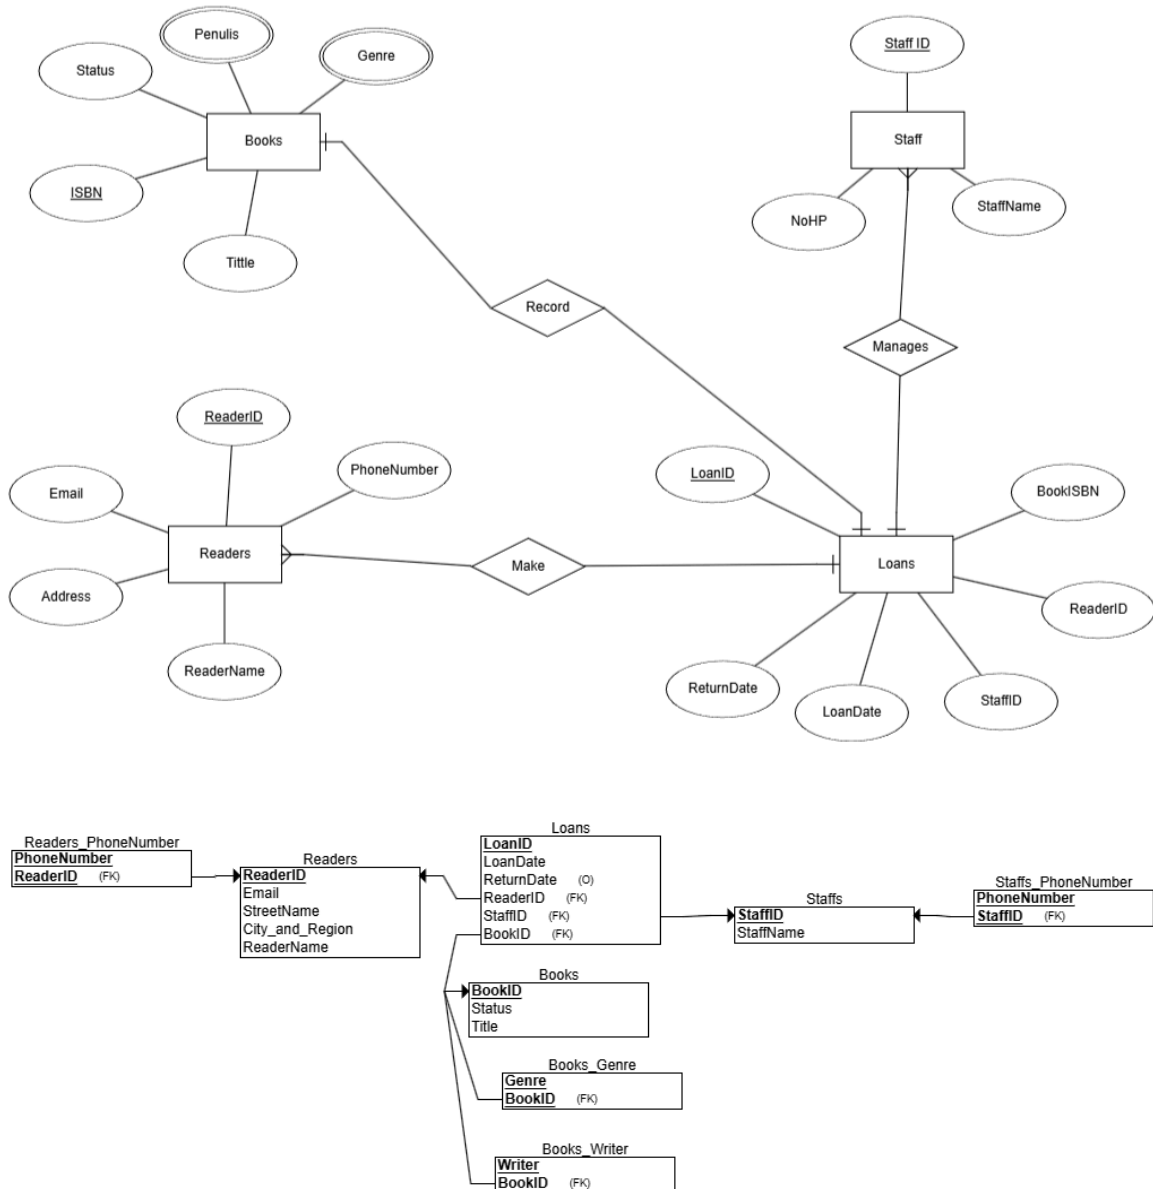 Penulis
Genre
Status
Books
ISBN
Tittle
Staff ID
Staff
NoHP
StaffName
Record
Manages
ReaderID
PhoneNumber
Email
Readers
Address
ReaderName
Make
LoanID
BookISBN
Loans
ReaderID
ReturnDate
LoanDate
StaffID
Readers_PhoneNumber
PhoneNumber
ReaderID (FK)
Readers
ReaderID
Email
StreetName
City_and_Region
ReaderName
Loans
LoanID
LoanDate
ReturnDate (O)
ReaderID (FK)
StaffID (FK)
BookID (FK)
Staffs
StaffID
StaffName
Staffs_PhoneNumber
PhoneNumber
StaffID (FK)
Books
BookID
Status
Title
Books_Genre
Genre
BookID (FK)
Books_Writer
Writer
BookID (FK)